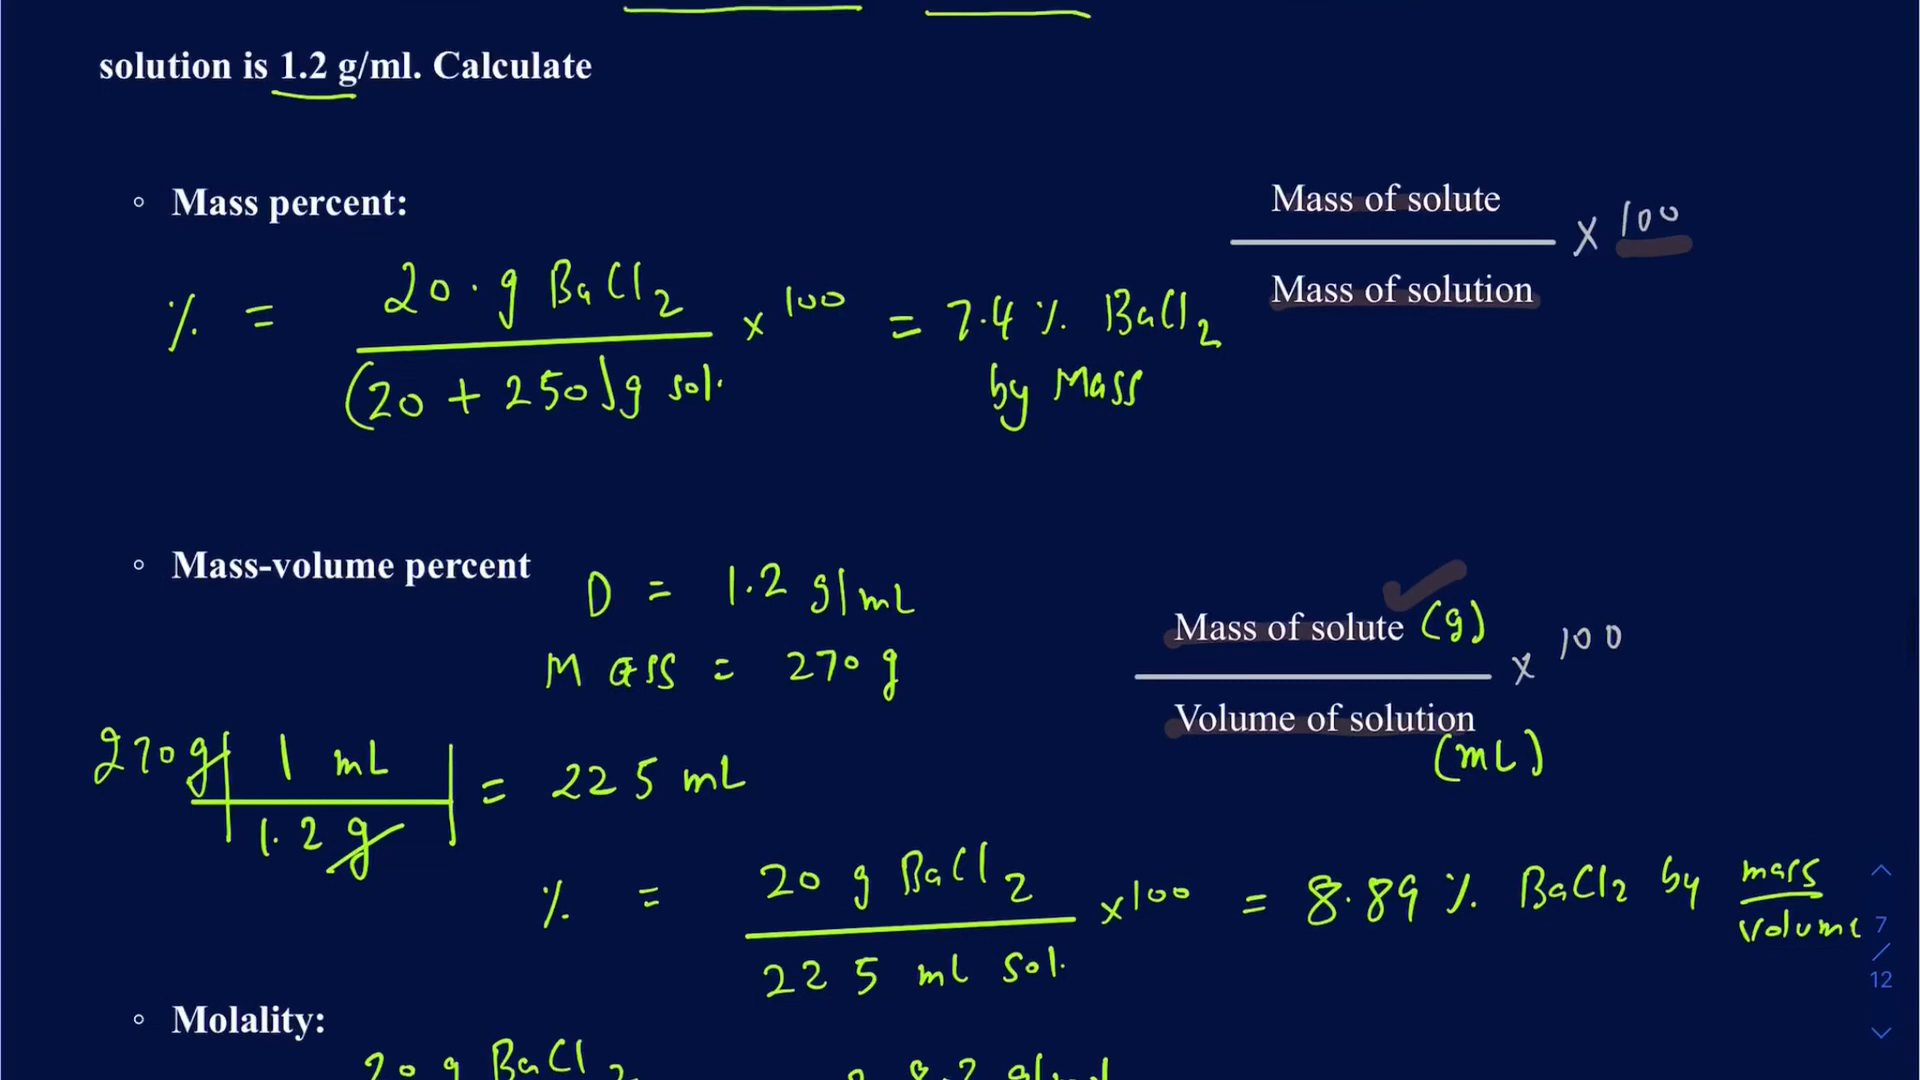 solution is 1.2 g/ml. Calculate
◦ Mass percent:
Mass of solute
Mass of solution
× 100
% = 20. g BaCl2
(20 + 250) g sol.
× 100 = 7.4 % BaCl2
by Mass
◦ Mass-volume percent
D = 1.2 g/mL
Mass = 270 g
Mass of solute (g)
Volume of solution
(mL)
× 100
270 g | 1 mL
1.2 g | = 225 mL
% = 20 g BaCl2
225 ml sol.
×100 = 8.89 % BaCl2 by mass
volume
7
/
12
◦ Molality:
20 g BaCl2